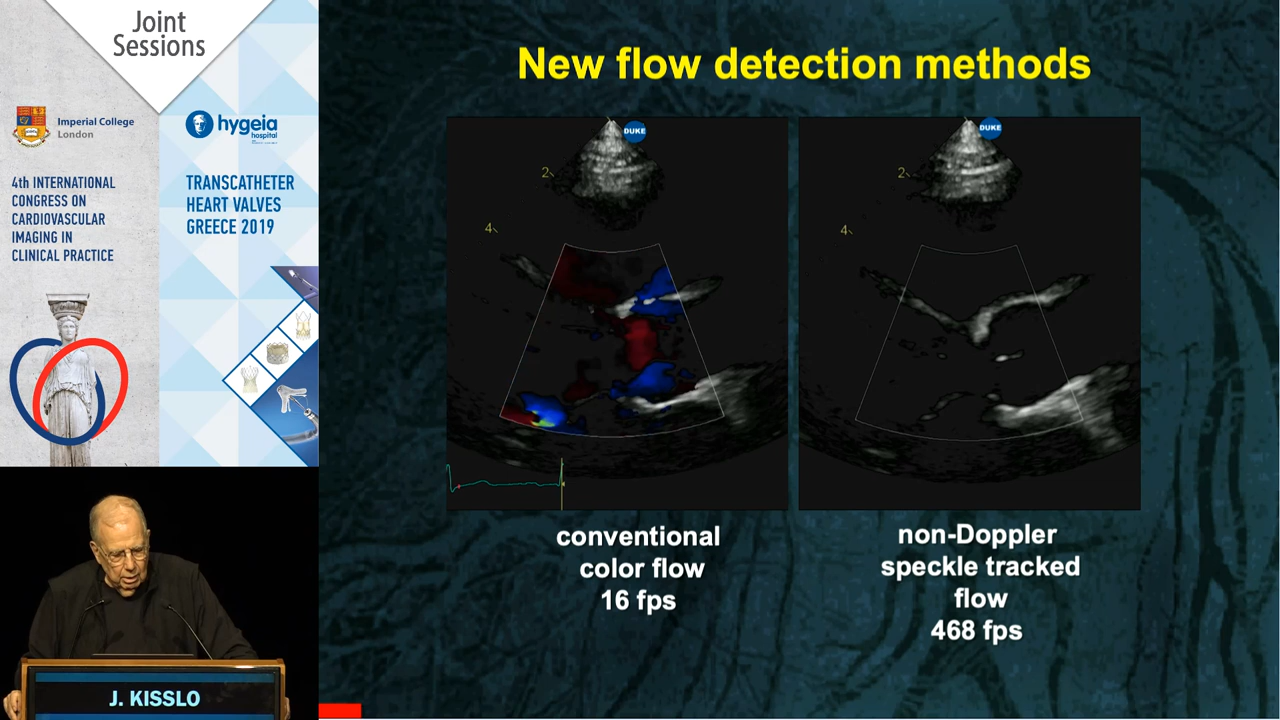 Joint
Sessions
Imperial College
London
hygeia
hospital
4th INTERNATIONAL
CONGRESS ON
CARDIOVASCULAR
IMAGING IN
CLINICAL PRACTICE
TRANSCATHETER
HEART VALVES
GREECE 2019
J. KISSLO
New flow detection methods
DUKE
2
4
DUKE
2
4
conventional
color flow
16 fps
non-Doppler
speckle tracked
flow
468 fps